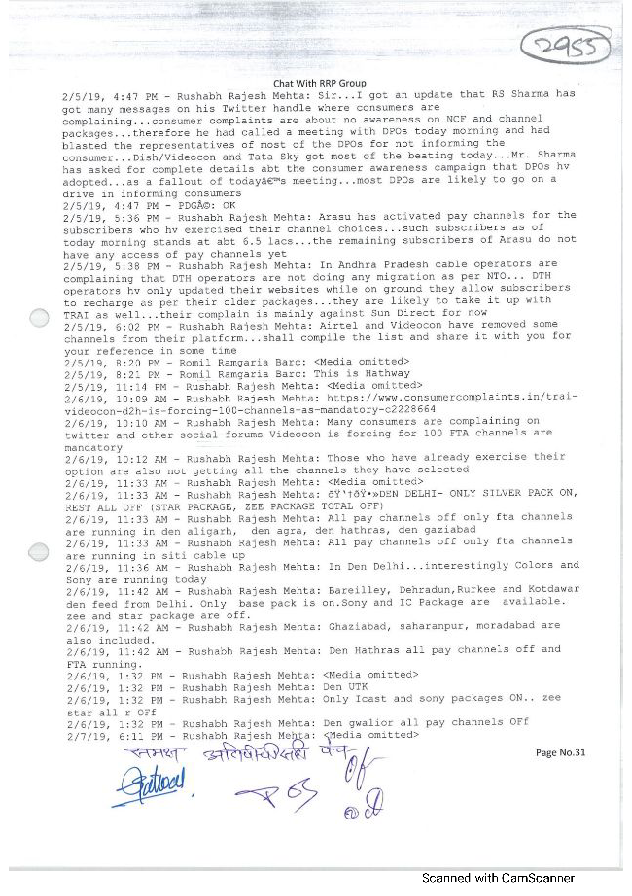 2955
Chat With RRP Group
2/5/19, 4:47 PM - Rushabh Rajesh Mehta: Sir...I got an update that RS Sharma has
got many messages on his Twitter handle where consumers are
complaining...consumer complaints are about no awareness on NCF and channel
packages...therefore he had called a meeting with DPOs today morning and had
blasted the representatives of most of the DPOs for not informing the
consumer...Dish/Videocon and Tata Sky got most of the beating today...Mr. Sharma
has asked for complete details abt the consumer awareness campaign that DPOs hv
adopted...as a fallout of todayâ€™s meeting...most DPOs are likely to go on a
drive in informing consumers
2/5/19, 4:47 PM - PDGÂ©: OK
2/5/19, 5:36 PM - Rushabh Rajesh Mehta: Arasu has activated pay channels for the
subscribers who hv exercised their channel choices...such subscribers as of
today morning stands at abt 6.5 lacs...the remaining subscribers of Arasu do not
have any access of pay channels yet
2/5/19, 5:38 PM - Rushabh Rajesh Mehta: In Andhra Pradesh cable operators are
complaining that DTH operators are not doing any migration as per NTO... DTH
operators hv only updated their websites while on ground they allow subscribers
to recharge as per their older packages...they are likely to take it up with
TRAI as well...their complain is mainly against Sun Direct for now
2/5/19, 6:02 PM - Rushabh Rajesh Mehta: Airtel and Videocon have removed some
channels from their platform...shall compile the list and share it with you for
your reference in some time
2/5/19, 8:20 PM - Romil Ramgaria Barc: <Media omitted>
2/5/19, 8:21 PM - Romil Ramgaria Barc: This is Hathway
2/5/19, 11:14 PM - Rushabh Rajesh Mehta: <Media omitted>
2/6/19, 10:09 AM - Rushabh Rajesh Mehta: https://www.consumercomplaints.in/trai-
videocon-d2h-is-forcing-100-channels-as-mandatory-c2228664
2/6/19, 10:10 AM - Rushabh Rajesh Mehta: Many consumers are complaining on
twitter and other social forums Videocon is forcing for 100 FTA channels are
mandatory
2/6/19, 10:12 AM - Rushabh Rajesh Mehta: Those who have already exercise their
option are also not getting all the channels they have selected
2/6/19, 11:33 AM - Rushabh Rajesh Mehta: <Media omitted>
2/6/19, 11:33 AM - Rushabh Rajesh Mehta: DEN DELHI- ONLY SILVER PACK ON,
REST ALL OFF (STAR PACKAGE, ZEE PACKAGE TOTAL OFF)
2/6/19, 11:33 AM - Rushabh Rajesh Mehta: All pay channels off only fta channels
are running in den aligarh, den agra, den hathras, den gaziabad
2/6/19, 11:33 AM - Rushabh Rajesh Mehta: All pay channels off only fta channels
are running in siti cable up
2/6/19, 11:36 AM - Rushabh Rajesh Mehta: In Den Delhi...interestingly Colors and
Sony are running today
2/6/19, 11:42 AM - Rushabh Rajesh Mehta: Bareilley, Dehradun,Rurkee and Kotdawar
den feed from Delhi. Only base pack is on.Sony and IC Package are available.
zee and star package are off.
2/6/19, 11:42 AM - Rushabh Rajesh Mehta: Ghaziabad, saharanpur, moradabad are
also included.
2/6/19, 11:42 AM - Rushabh Rajesh Mehta: Den Hathras all pay channels off and
FTA running.
2/6/19, 1:32 PM - Rushabh Rajesh Mehta: <Media omitted>
2/6/19, 1:32 PM - Rushabh Rajesh Mehta: Den UTK
2/6/19, 1:32 PM - Rushabh Rajesh Mehta: Only Icast and sony packages ON.. zee
star all r OFf
2/6/19, 1:32 PM - Rushabh Rajesh Mehta: Den gwalior all pay channels OFf
2/7/19, 6:11 PM - Rushabh Rajesh Mehta: <Media omitted>
समक्ष
Page No.31
Scanned with CamScanner